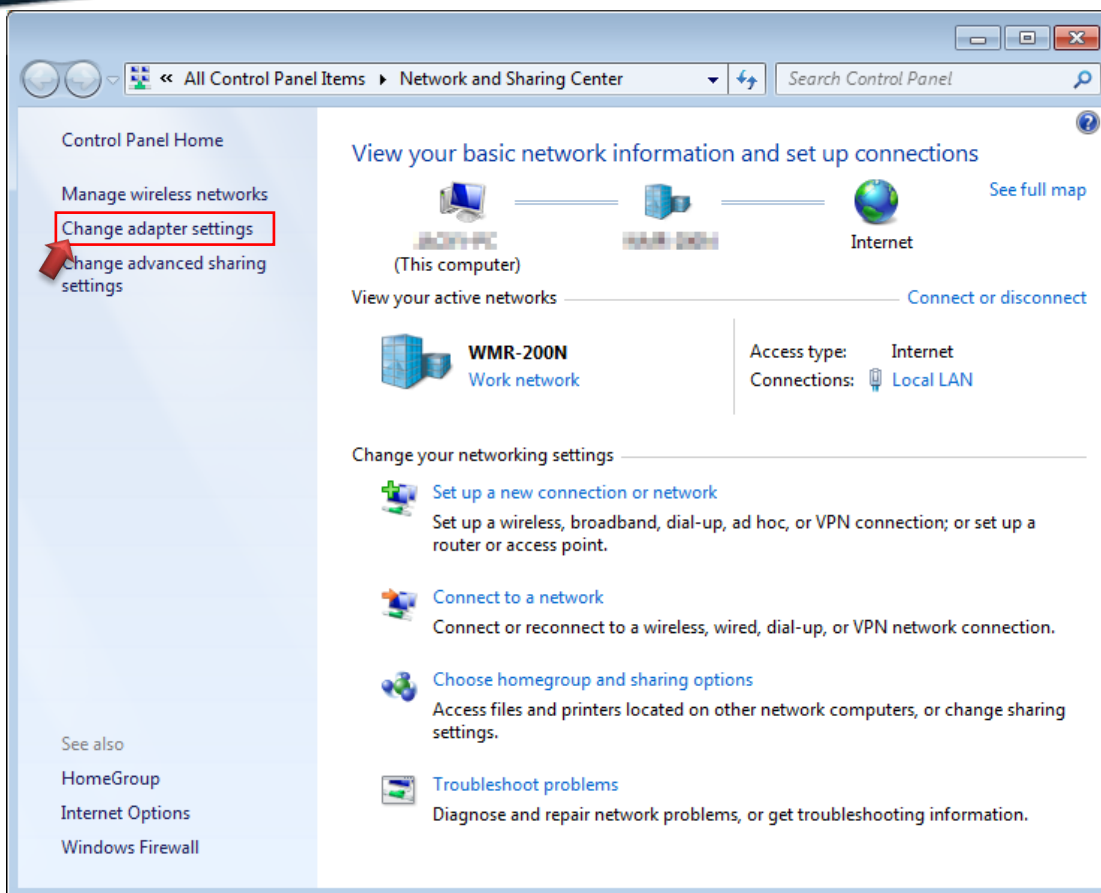 « All Control Panel Items ▸ Network and Sharing Center
Search Control Panel
Control Panel Home
Manage wireless networks
Change adapter settings
Change advanced sharing
settings
See also
HomeGroup
Internet Options
Windows Firewall
View your basic network information and set up connections
See full map
(This computer)
Internet
View your active networks
Connect or disconnect
WMR-200N
Work network
Access type: Internet
Connections: Local LAN
Change your networking settings
Set up a new connection or network
Set up a wireless, broadband, dial-up, ad hoc, or VPN connection; or set up a
router or access point.
Connect to a network
Connect or reconnect to a wireless, wired, dial-up, or VPN network connection.
Choose homegroup and sharing options
Access files and printers located on other network computers, or change sharing
settings.
Troubleshoot problems
Diagnose and repair network problems, or get troubleshooting information.